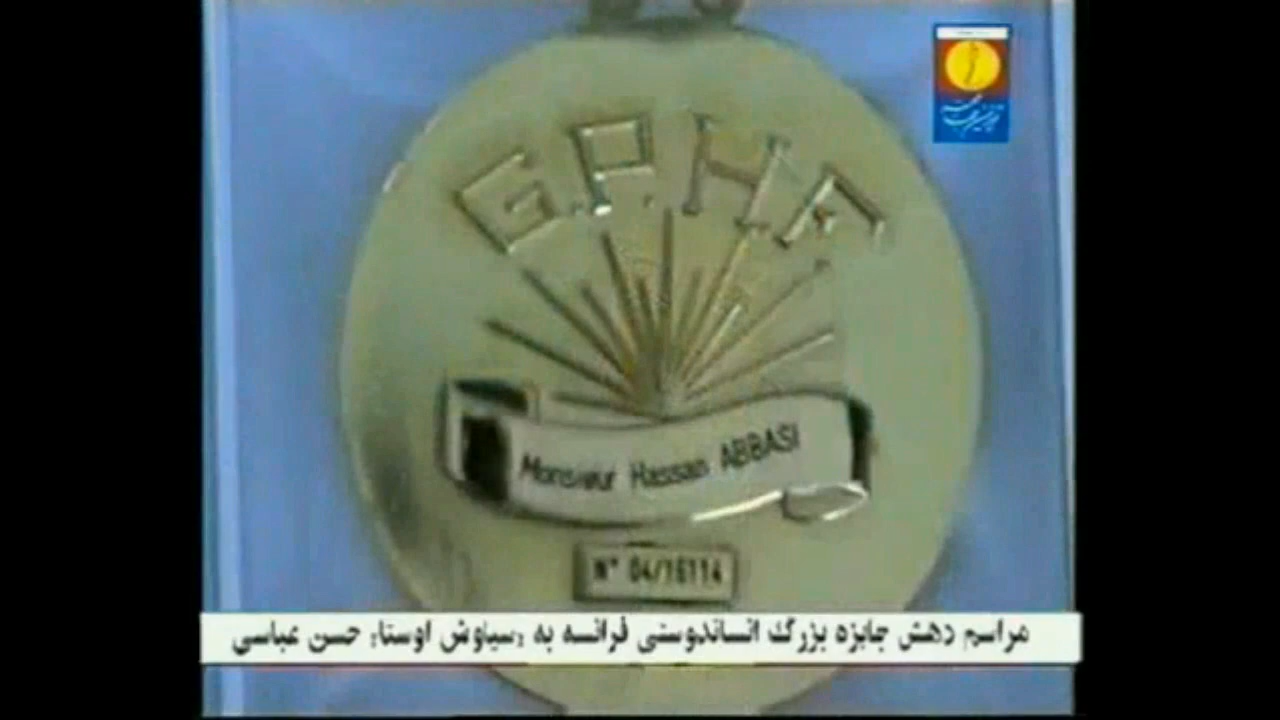 G.P.H.F
Monsieur Hassan ABBASI
N° 04/16114
مراسم دهش جایزه بزرگ انساندوستی فرانسه به «سیاوش اوستا» حسن عباسی